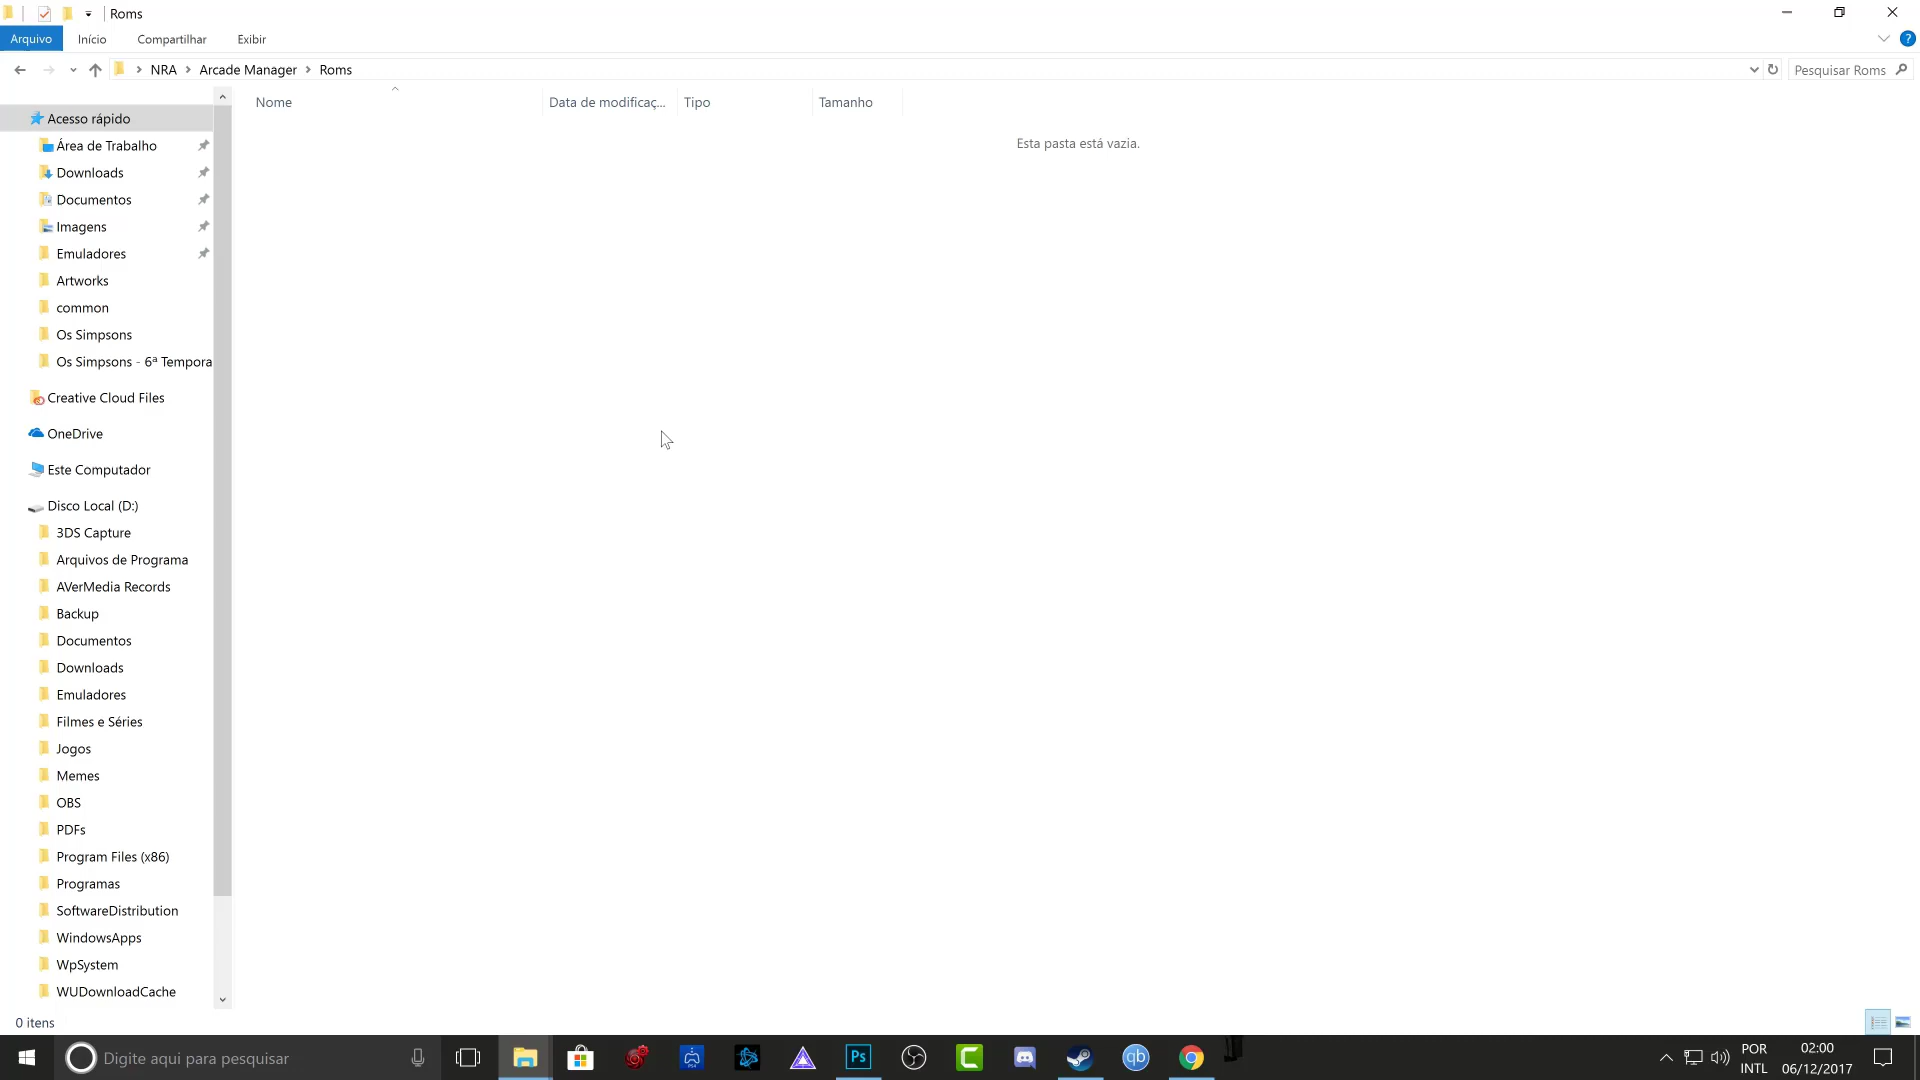 Roms
Arquivo Início Compartilhar Exibir
NRA Arcade Manager Roms
Pesquisar Roms
Nome Data de modificaç... Tipo Tamanho
Esta pasta está vazia.
Acesso rápido
Área de Trabalho
Downloads
Documentos
Imagens
Emuladores
Artworks
common
Os Simpsons
Os Simpsons - 6ª Tempora
Creative Cloud Files
OneDrive
Este Computador
Disco Local (D:)
3DS Capture
Arquivos de Programa
AVerMedia Records
Backup
Documentos
Downloads
Emuladores
Filmes e Séries
Jogos
Memes
OBS
PDFs
Program Files (x86)
Programas
SoftwareDistribution
WindowsApps
WpSystem
WUDownloadCache
0 itens
Digite aqui para pesquisar
PS4
Ps
qb
POR
INTL
02:00
06/12/2017